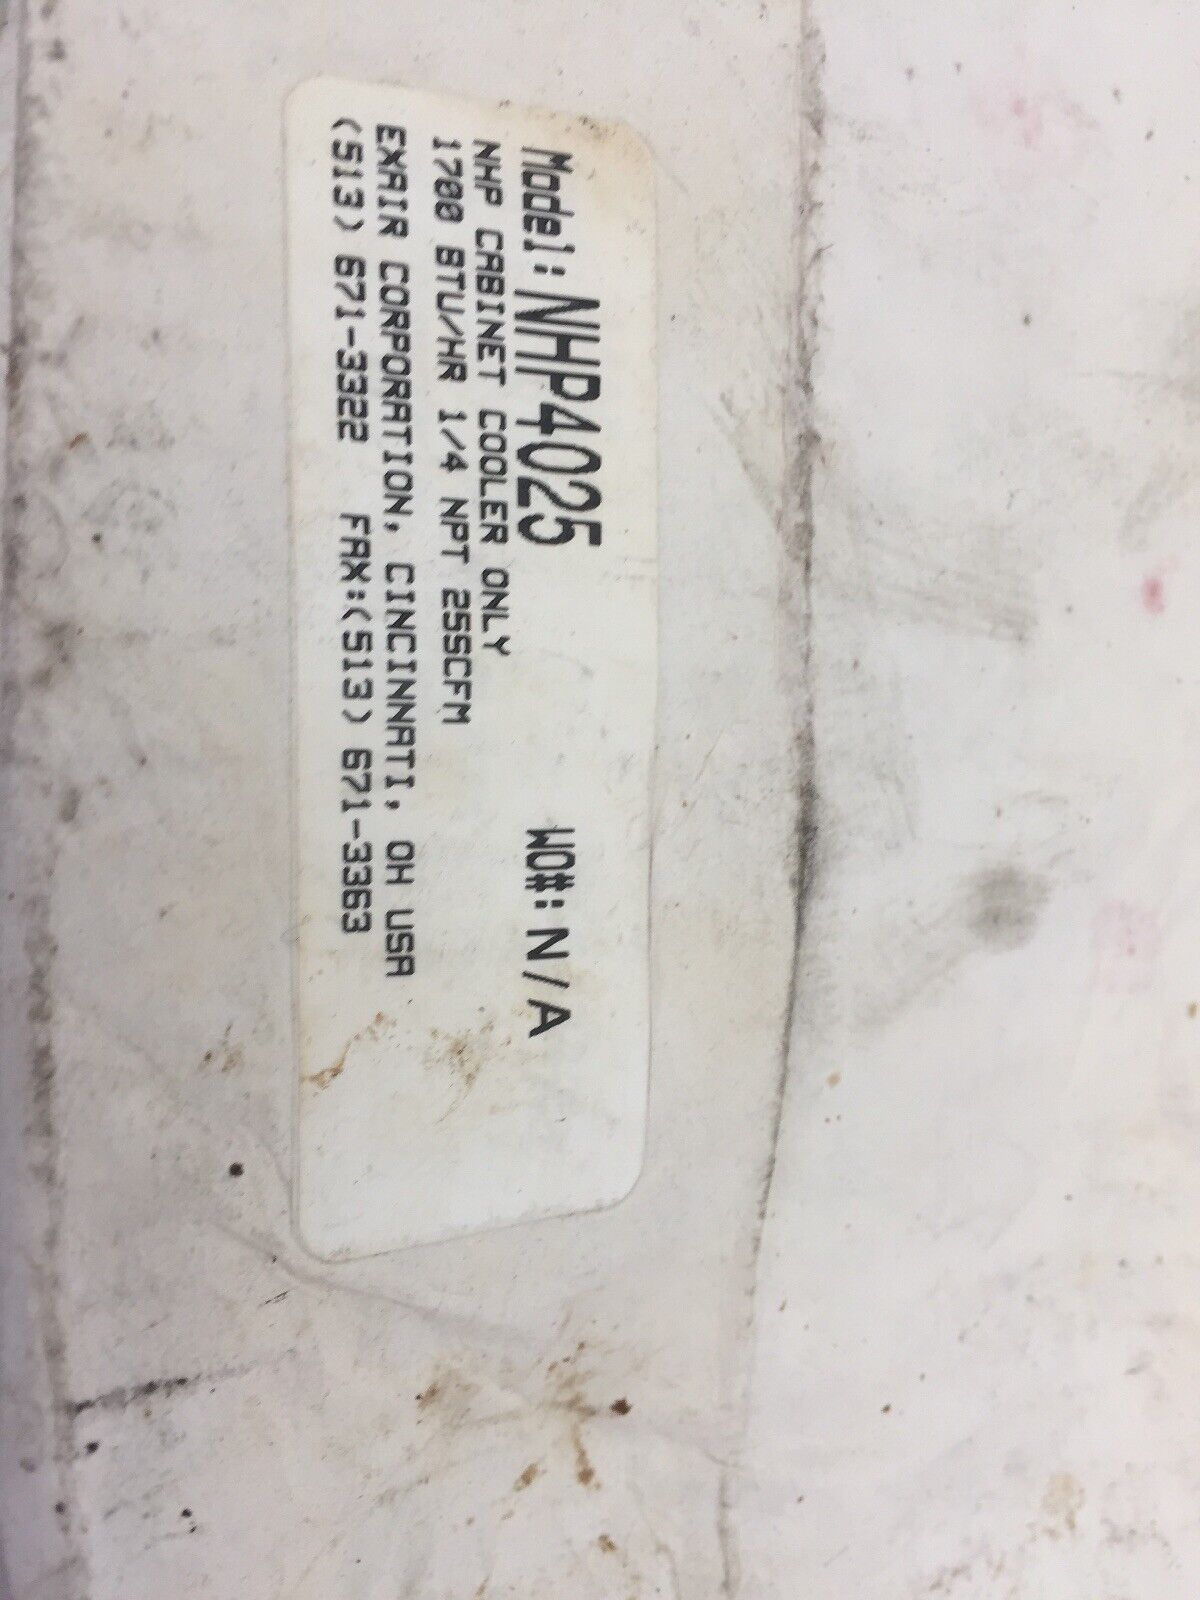 Model: NHP4025 WO#: N/A
NHP CABINET COOLER ONLY
1700 BTU/HR 1/4 NPT 25SCFM
EXAIR CORPORATION, CINCINNATI, OH USA
(513) 671-3322 FAX:(513) 671-3363